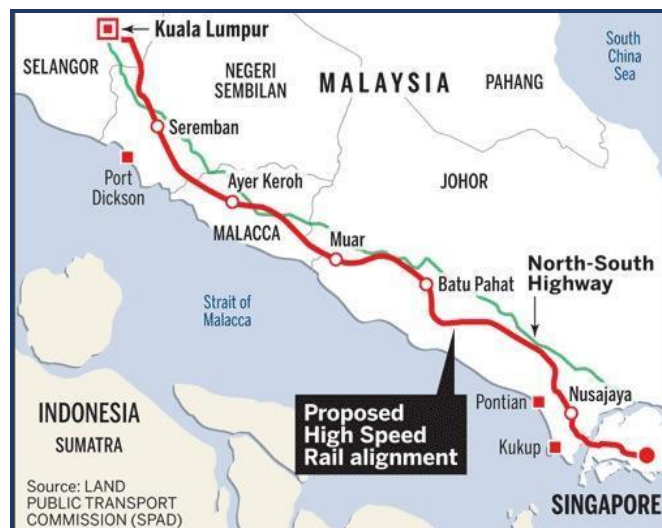 Kuala Lumpur
South
China
Sea
SELANGOR
NEGERI
SEMBILAN
MALAYSIA
PAHANG
Seremban
Port
Dickson
Ayer Keroh
JOHOR
MALACCA
Muar
North-South
Highway
Batu Pahat
Strait of
Malacca
Nusajaya
Pontian
Proposed
High Speed
Rail alignment
INDONESIA
SUMATRA
Kukup
Source: LAND
PUBLIC TRANSPORT
COMMISSION (SPAD)
SINGAPORE